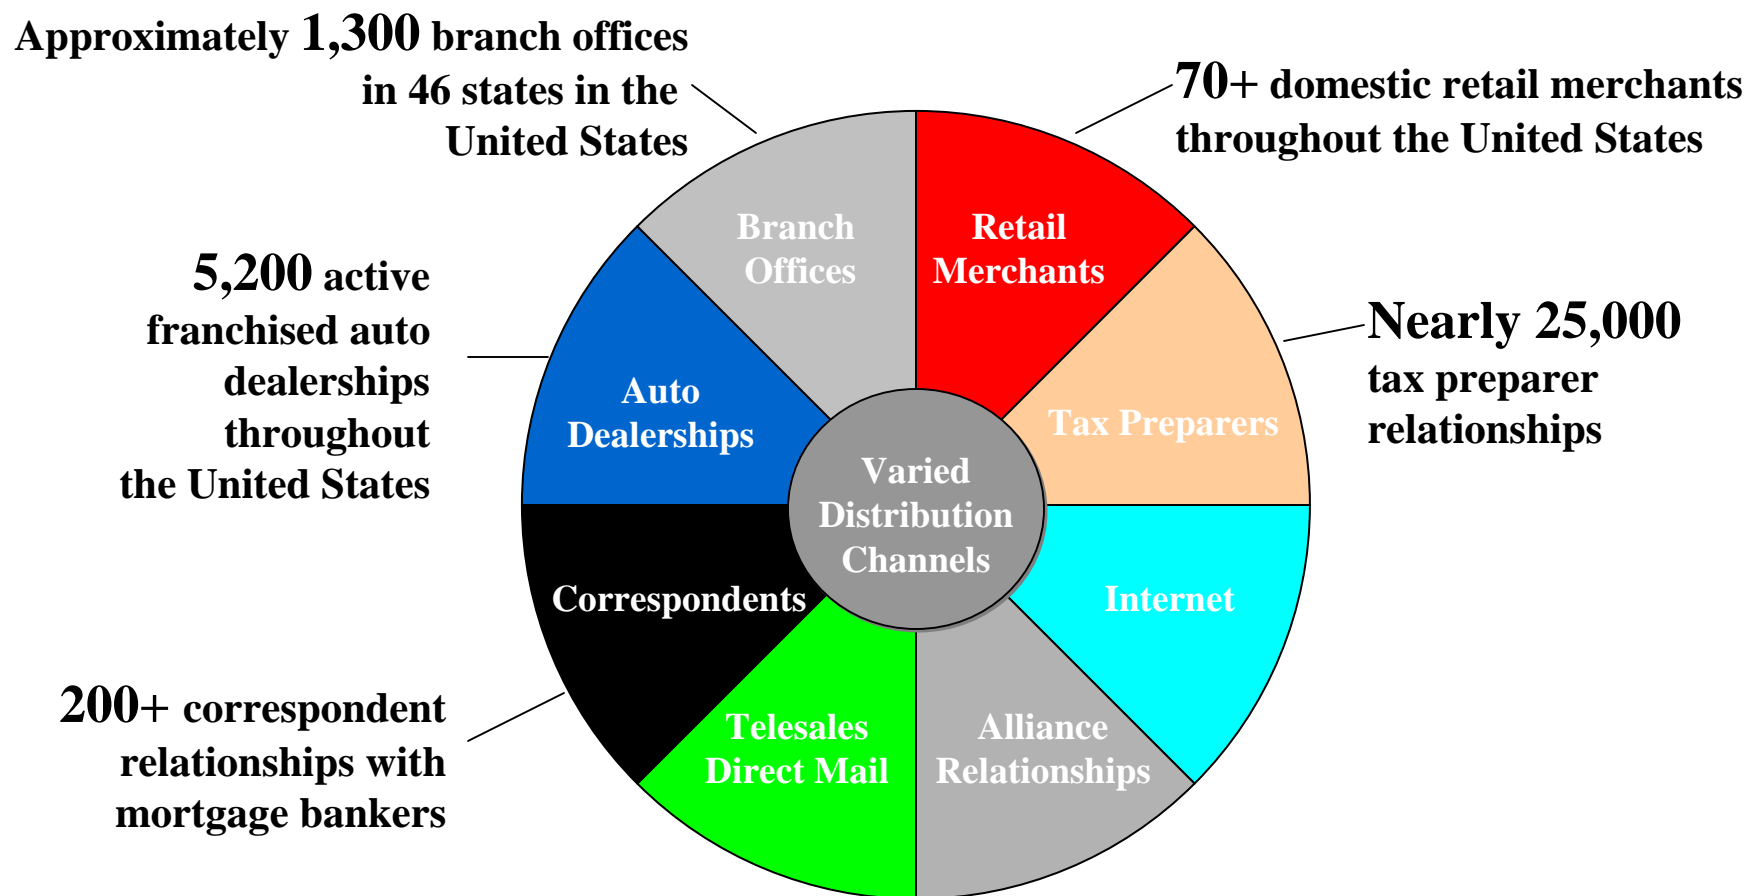 Approximately 1,300 branch offices
in 46 states in the
United States
70+ domestic retail merchants
throughout the United States
Branch
Offices
Retail
Merchants
5,200 active
franchised auto
dealerships
throughout
the United States
Nearly 25,000
tax preparer
relationships
Auto
Dealerships
Tax Preparers
Varied
Distribution
Channels
Correspondents
Internet
200+ correspondent
relationships with
mortgage bankers
Telesales
Direct Mail
Alliance
Relationships